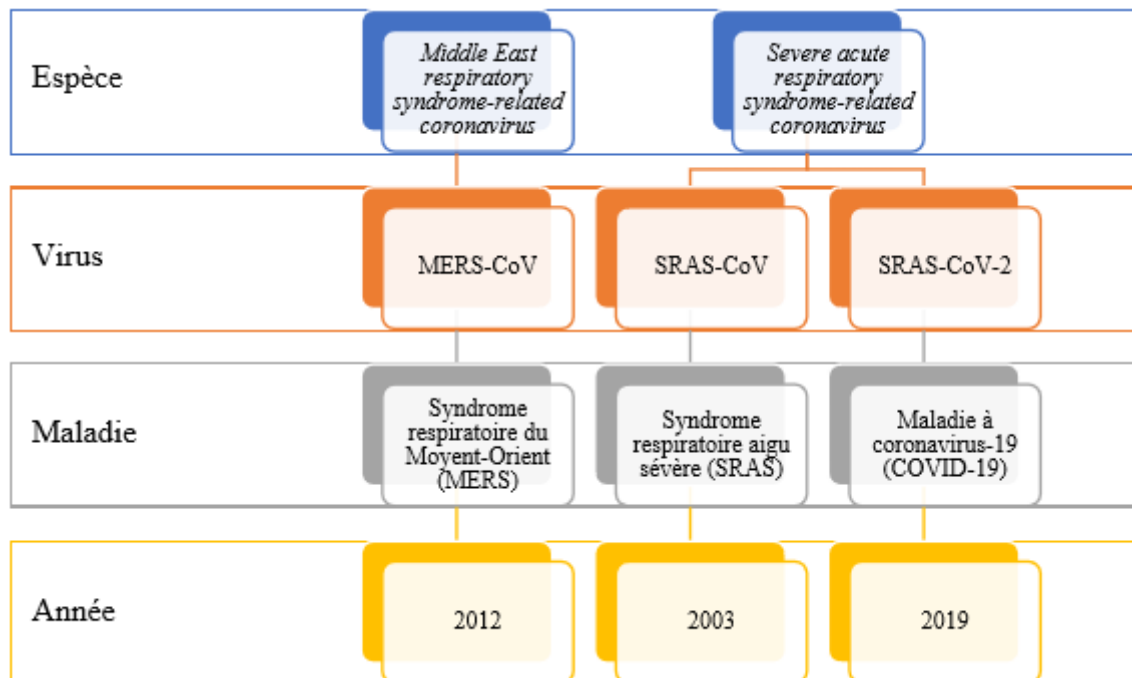 Espèce
Middle East
respiratory
syndrome-related
coronavirus
Severe acute
respiratory
syndrome-related
coronavirus
Virus
MERS-CoV
SRAS-CoV
SRAS-CoV-2
Maladie
Syndrome
respiratoire du
Moyent-Orient
(MERS)
Syndrome
respiratoire aigu
sévère (SRAS)
Maladie à
coronavirus-19
(COVID-19)
Année
2012
2003
2019